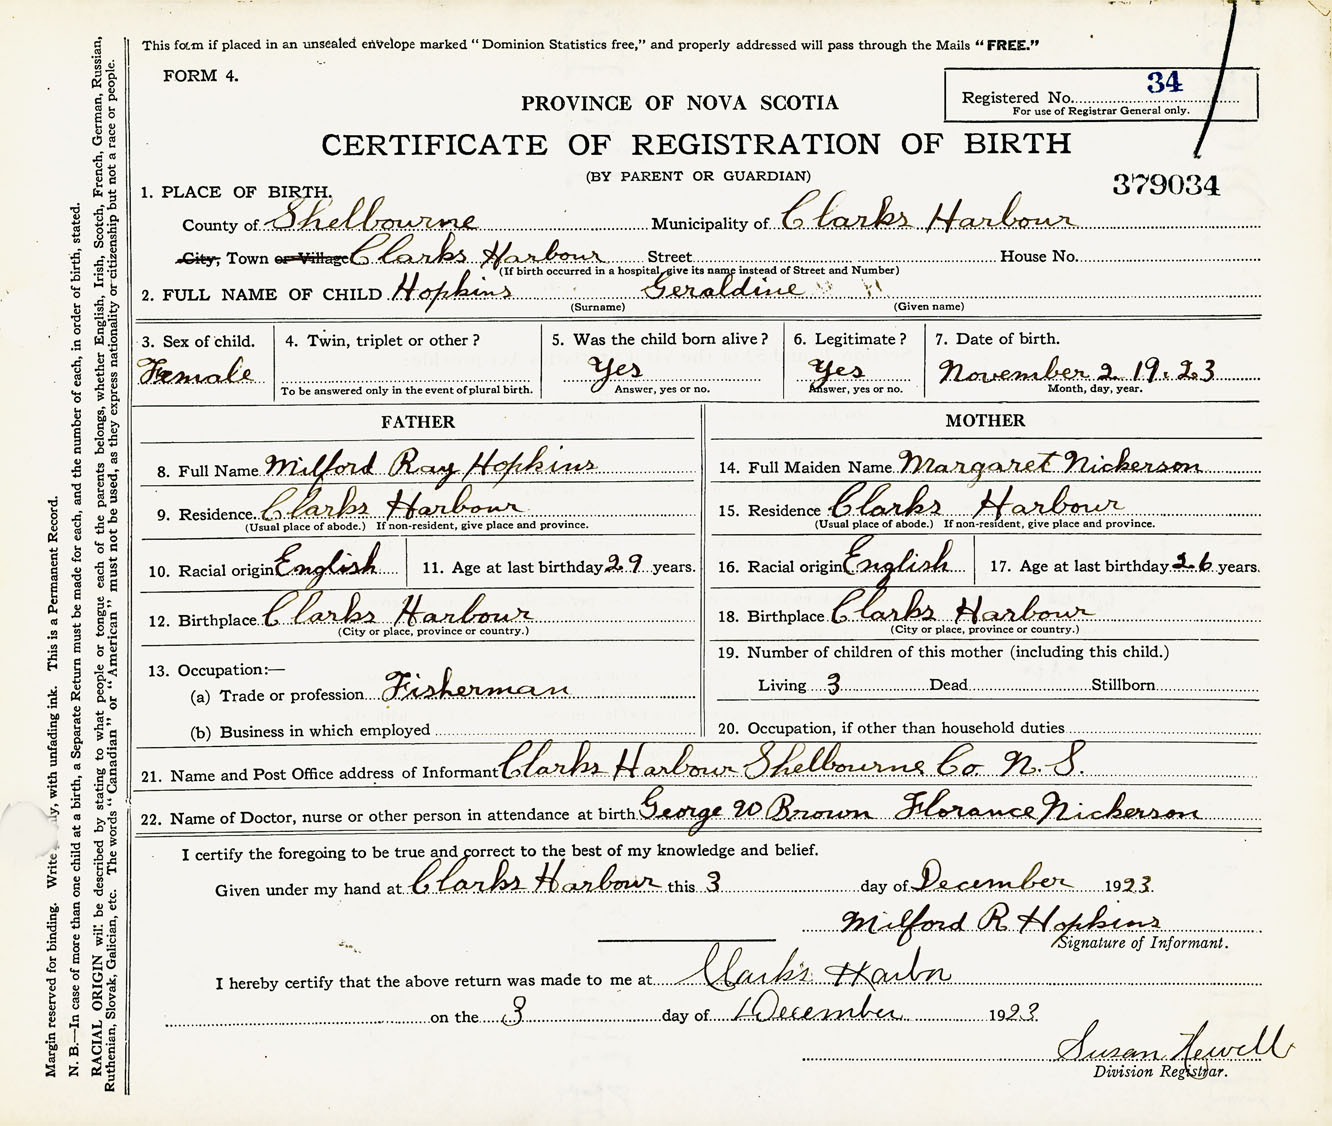 This form if placed in an unsealed envelope marked "Dominion Statistics free," and properly addressed will pass through the Mails "FREE."
FORM 4.
34
Registered No.
For use of Registrar General only.
PROVINCE OF NOVA SCOTIA
CERTIFICATE OF REGISTRATION OF BIRTH
(BY PARENT OR GUARDIAN)
379034
1. PLACE OF BIRTH.
County of Shelbourne Municipality of Clarks Harbour
City, Town or Village Clarks Harbour Street House No.
(If birth occurred in a hospital, give its name instead of Street and Number)
2. FULL NAME OF CHILD Hopkins Geraldine
(Surname) (Given name)
3. Sex of child. 4. Twin, triplet or other? 5. Was the child born alive? 6. Legitimate? 7. Date of birth.
Female Yes Yes November 2 19.23
To be answered only in the event of plural birth. Answer, yes or no. Answer, yes or no. Month, day, year.
FATHER
8. Full Name Milford Ray Hopkins
9. Residence Clarks Harbour
(Usual place of abode.) If non-resident, give place and province.
10. Racial origin English 11. Age at last birthday 29 years.
12. Birthplace Clarks Harbour
(City or place, province or country.)
13. Occupation:—
(a) Trade or profession Fisherman
(b) Business in which employed
MOTHER
14. Full Maiden Name Margaret Nickerson
15. Residence Clarks Harbour
(Usual place of abode.) If non-resident, give place and province.
16. Racial origin English 17. Age at last birthday 26 years.
18. Birthplace Clarks Harbour
(City or place, province or country.)
19. Number of children of this mother (including this child.)
Living 3 Dead Stillborn
20. Occupation, if other than household duties
21. Name and Post Office address of Informant Clarks Harbour Shelbourne Co. N.S.
22. Name of Doctor, nurse or other person in attendance at birth George W Brown Florance Nickerson
I certify the foregoing to be true and correct to the best of my knowledge and belief.
Given under my hand at Clarks Harbour this 3 day of December 1923.
Milford R Hopkins
Signature of Informant.
I hereby certify that the above return was made to me at Clark's Harbor
on the 3 day of December 1923
Susan Newell
Division Registrar.
Margin reserved for binding. Write ly, with unfading ink. This is a Permanent Record.
N. B.—In case of more than one child at a birth, a Separate Return must be made for each, and the number of each, in order of birth, stated.
RACIAL ORIGIN will be described by stating to what people or tongue each of the parents belongs, whether English, Irish, Scotch, French, German, Russian,
Ruthenian, Slovak, Galician, etc. The words "Canadian" or "American" must not be used, as they express nationality or citizenship but not a race or people.